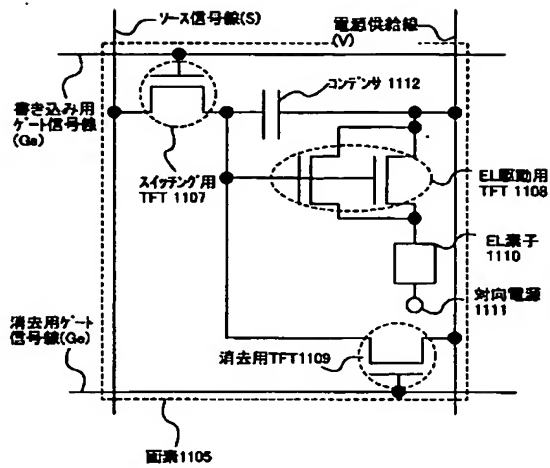 ソース信号線(S)
電源供給線
(V)
書き込み用
ゲート信号線
(Ga)
コンデンサ 1112
スイッチング用
TFT 1107
EL駆動用
TFT 1108
EL素子
1110
対向電源
1111
消去用ゲート
信号線(Ge)
消去用TFT1109
画素1105